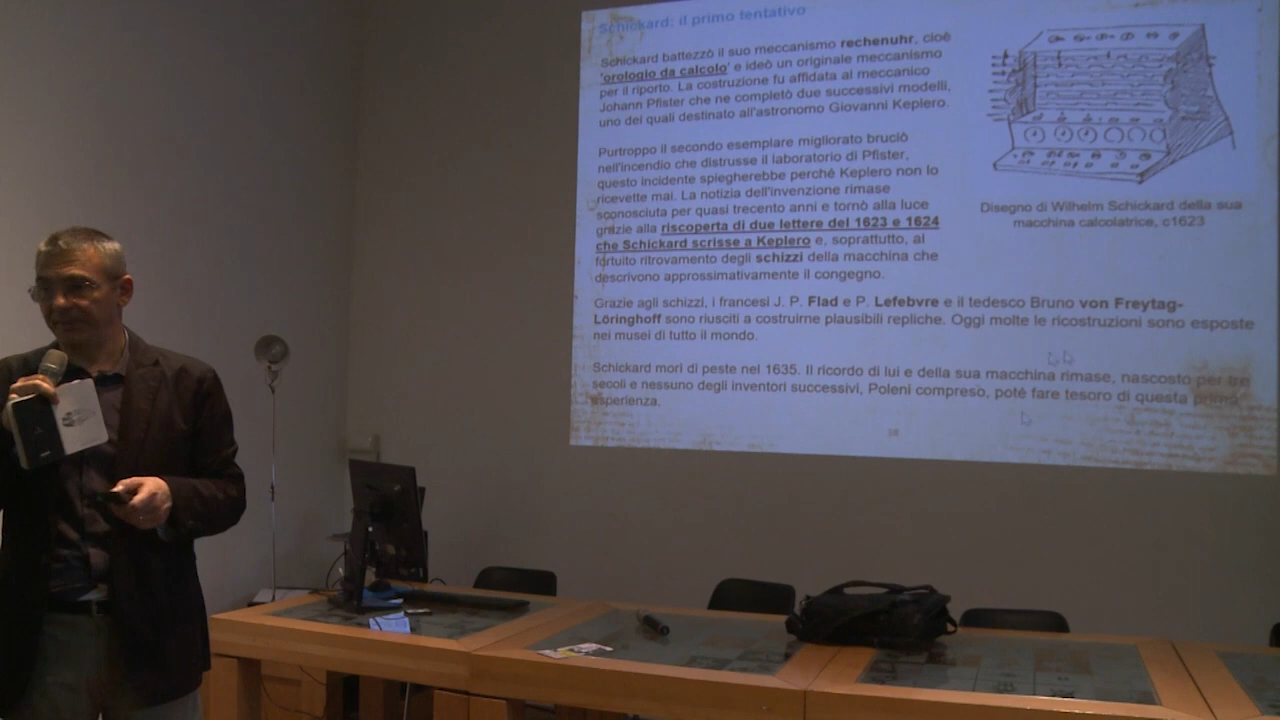 Schickard: il primo tentativo
Schickard battezzò il suo meccanismo rechenuhr, cioè
'orologio da calcolo' e ideò un originale meccanismo
per il riporto. La costruzione fu affidata al meccanico
Johann Pfister che ne completò due successivi modelli,
uno dei quali destinato all'astronomo Giovanni Keplero.
Purtroppo il secondo esemplare migliorato bruciò
nell'incendio che distrusse il laboratorio di Pfister,
questo incidente spiegherebbe perché Keplero non lo
ricevette mai. La notizia dell'invenzione rimase
sconosciuta per quasi trecento anni e tornò alla luce
grazie alla riscoperta di due lettere del 1623 e 1624
che Schickard scrisse a Keplero e, soprattutto, al
fortuito ritrovamento degli schizzi della macchina che
descrivono approssimativamente il congegno.
Disegno di Wilhelm Schickard della sua
macchina calcolatrice, c1623
Grazie agli schizzi, i francesi J. P. Flad e P. Lefebvre e il tedesco Bruno von Freytag-
Löringhoff sono riusciti a costruirne plausibili repliche. Oggi molte le ricostruzioni sono esposte
nei musei di tutto il mondo.
Schickard morì di peste nel 1635. Il ricordo di lui e della sua macchina rimase, nascosto per tre
secoli e nessuno degli inventori successivi, Poleni compreso, poté fare tesoro di questa prima
esperienza.